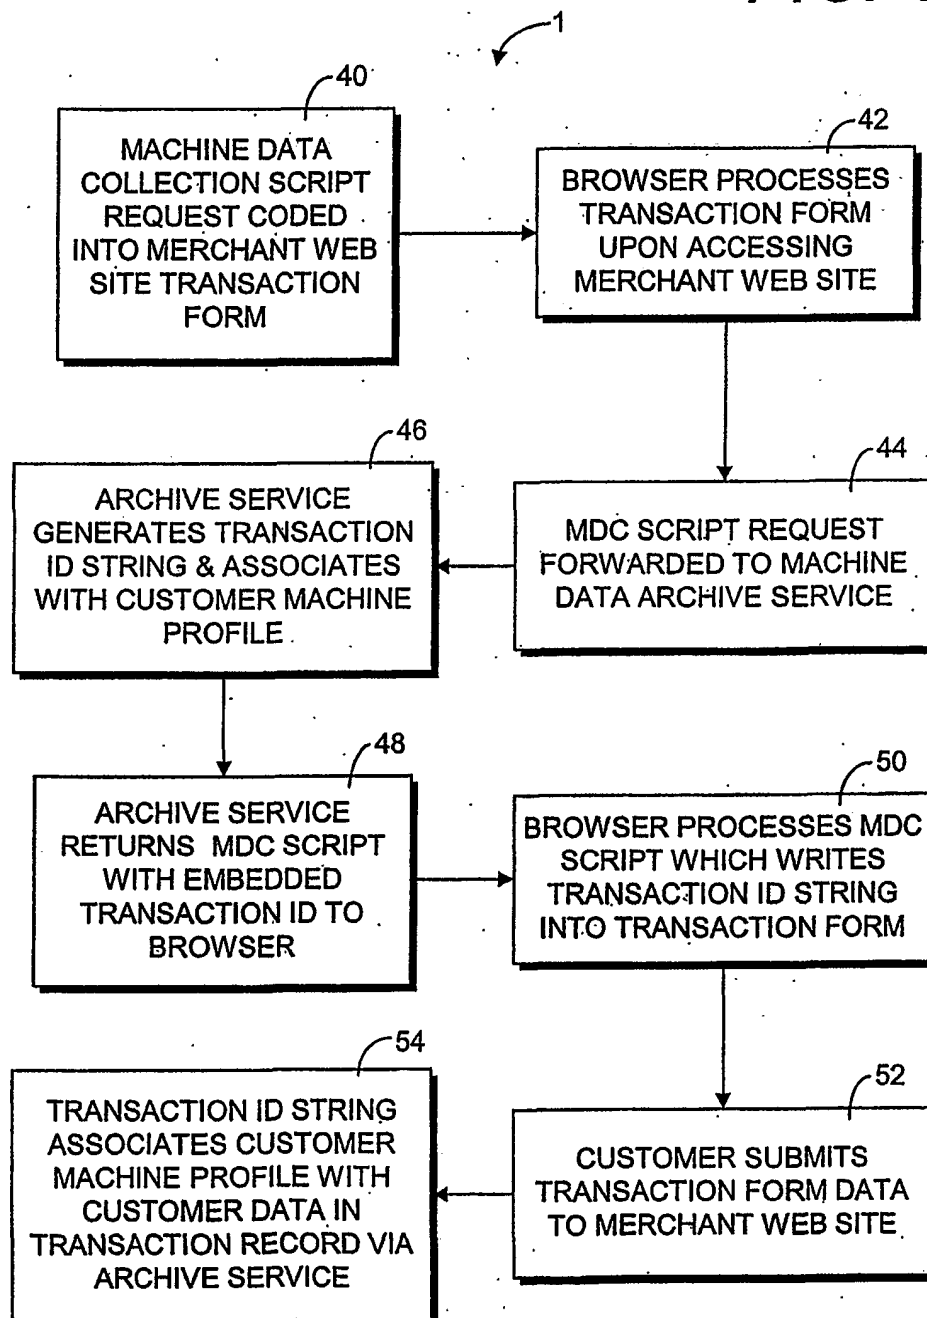 1
40
MACHINE DATA
COLLECTION SCRIPT
REQUEST CODED
INTO MERCHANT WEB
SITE TRANSACTION
FORM
42
BROWSER PROCESSES
TRANSACTION FORM
UPON ACCESSING
MERCHANT WEB SITE
44
MDC SCRIPT REQUEST
FORWARDED TO MACHINE
DATA ARCHIVE SERVICE
46
ARCHIVE SERVICE
GENERATES TRANSACTION
ID STRING & ASSOCIATES
WITH CUSTOMER MACHINE
PROFILE
48
ARCHIVE SERVICE
RETURNS MDC SCRIPT
WITH EMBEDDED
TRANSACTION ID TO
BROWSER
50
BROWSER PROCESSES MDC
SCRIPT WHICH WRITES
TRANSACTION ID STRING
INTO TRANSACTION FORM
52
CUSTOMER SUBMITS
TRANSACTION FORM DATA
TO MERCHANT WEB SITE
54
TRANSACTION ID STRING
ASSOCIATES CUSTOMER
MACHINE PROFILE WITH
CUSTOMER DATA IN
TRANSACTION RECORD VIA
ARCHIVE SERVICE